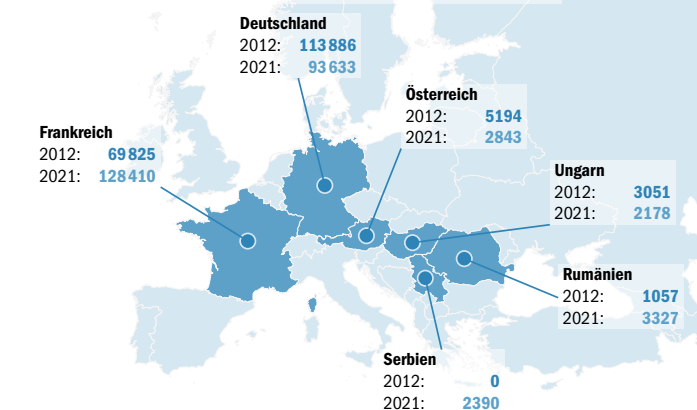 Deutschland
2012: 113 886
2021: 93 633
Österreich
2012: 5194
2021: 2843
Frankreich
2012: 69 825
2021: 128 410
Ungarn
2012: 3051
2021: 2178
Rumänien
2012: 1057
2021: 3327
Serbien
2012: 0
2021: 2390